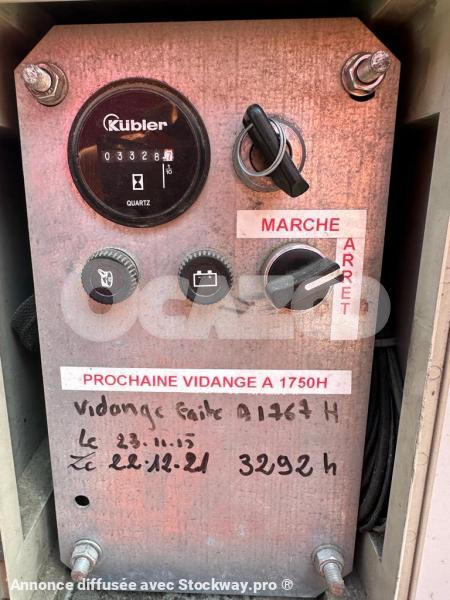 Kübler
03328
QUARTZ
MARCHE
ARRET
OCAZOO
PROCHAINE VIDANGE A 1750H
Vidange faite A 1767 H
Le 23.11.15
Le 22.12.21 3292 h
Annonce diffusée avec Stockway.pro ®